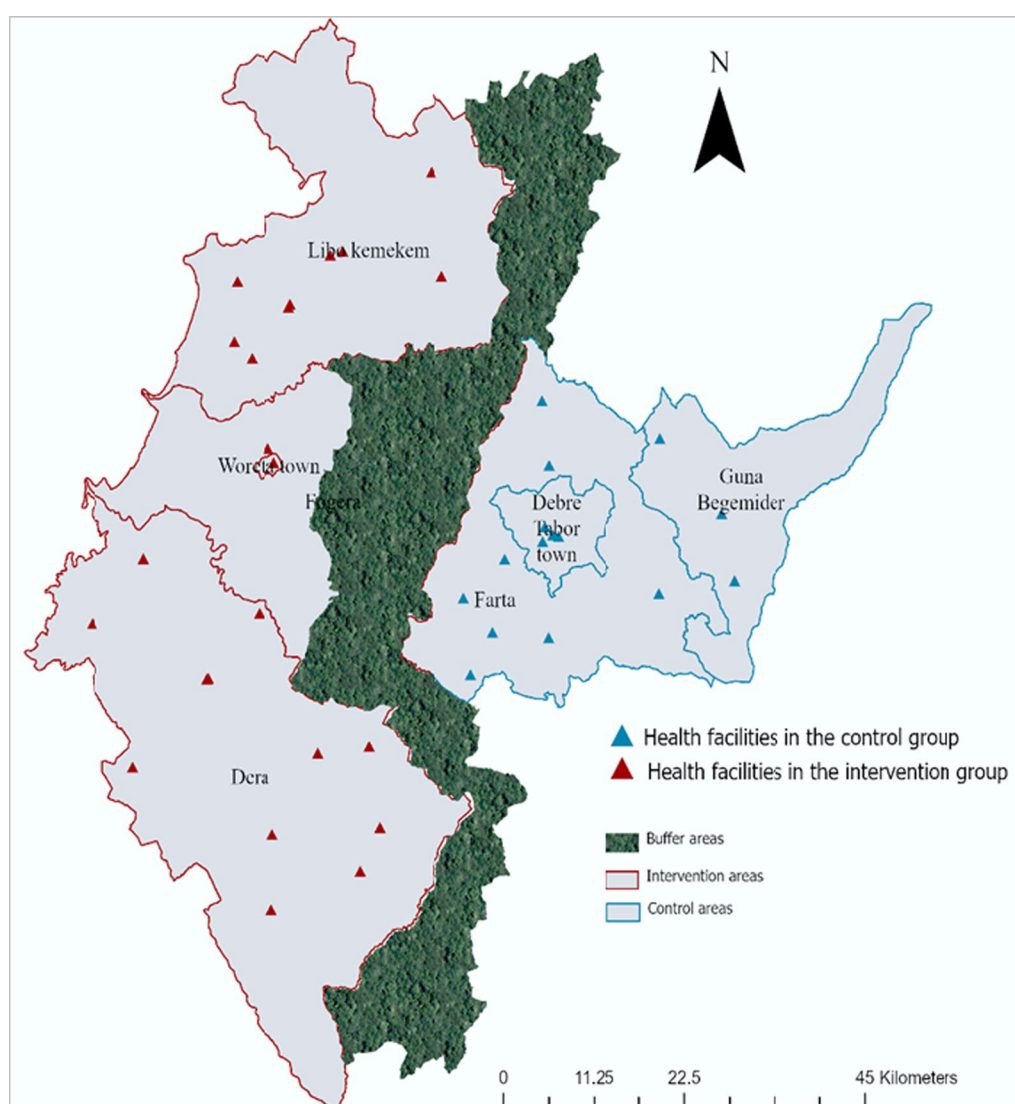 N
Libo kemekem
Woreta town
Fogera
Guna
Begemider
Debre
Tabor
town
Farta
Dera
Health facilities in the control group
Health facilities in the intervention group
Buffer areas
Intervention areas
Control areas
0 11.25 22.5 45 Kilometers